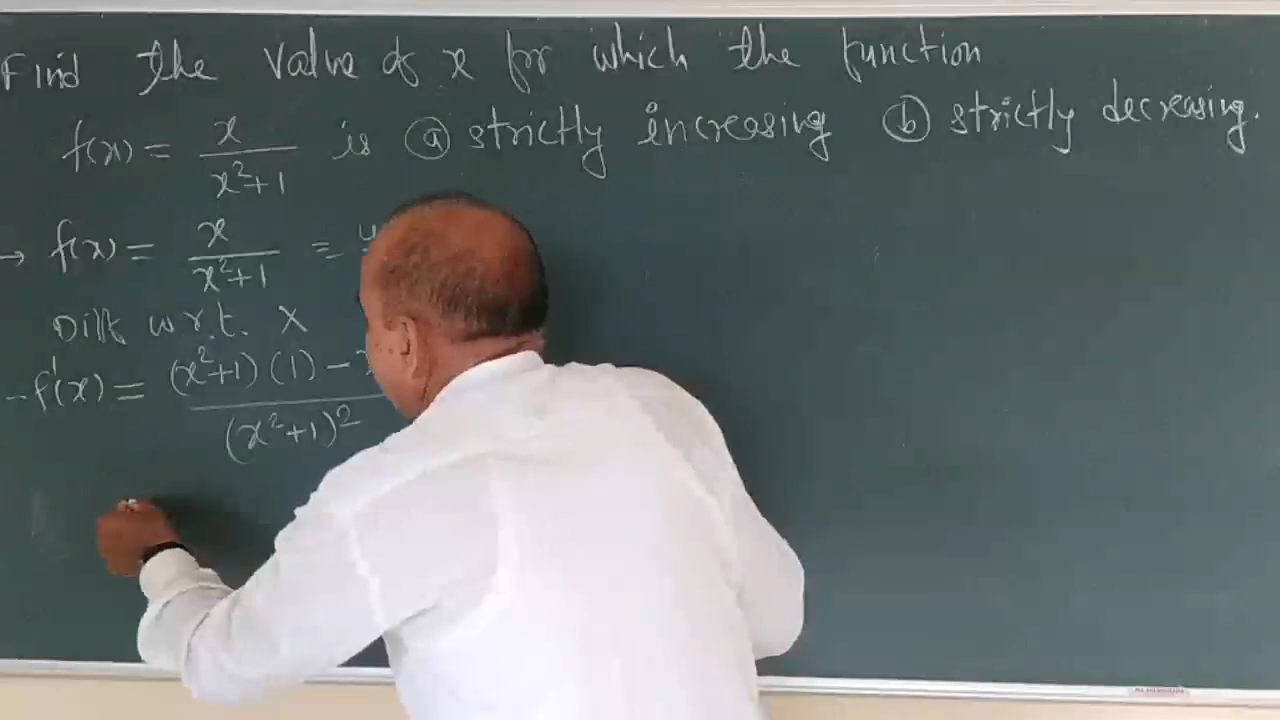 Find the value of x for which the function
f(x) = x/(x²+1) is ⓐ strictly increasing ⓑ strictly decreasing.
→ f(x) = x/(x²+1) =
Diff w.r.t. x
f'(x) = (x²+1)(1) - / (x²+1)²